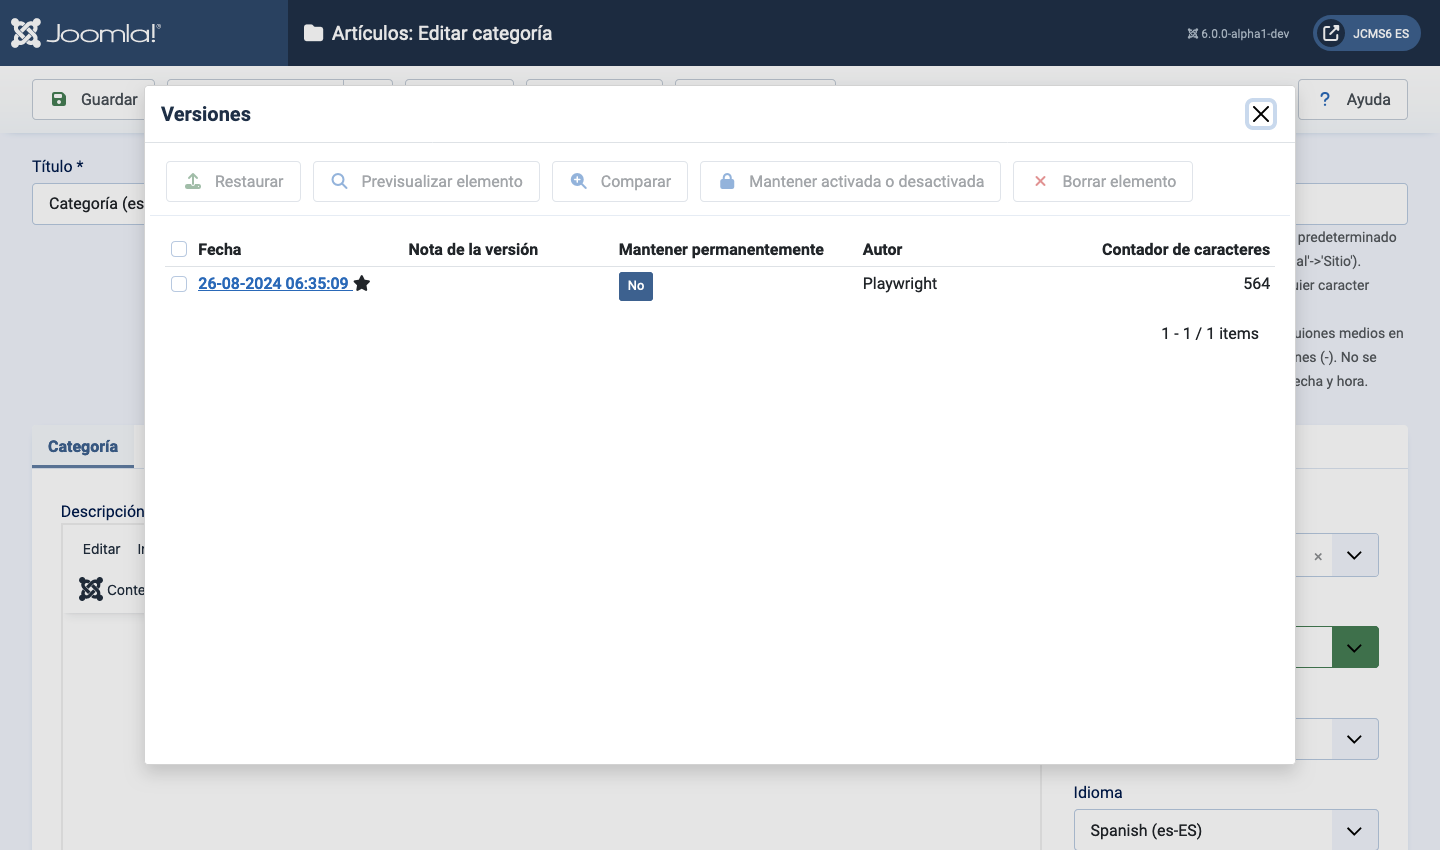 Joomla!®
Artículos: Editar categoría
6.0.0-alpha1-dev
JCMS6 ES
Guardar
? Ayuda
Versiones
Restaurar
Previsualizar elemento
Comparar
Mantener activada o desactivada
Borrar elemento
Fecha
Nota de la versión
Mantener permanentemente
Autor
Contador de caracteres
26-08-2024 06:35:09
No
Playwright
564
1 - 1 / 1 items
Título *
Categoría (es
predeterminado
al'->'Sitio').
uier caracter
uiones medios en
nes (-). No se
echa y hora.
Categoría
Descripción
Editar
Conte
×
Idioma
Spanish (es-ES)